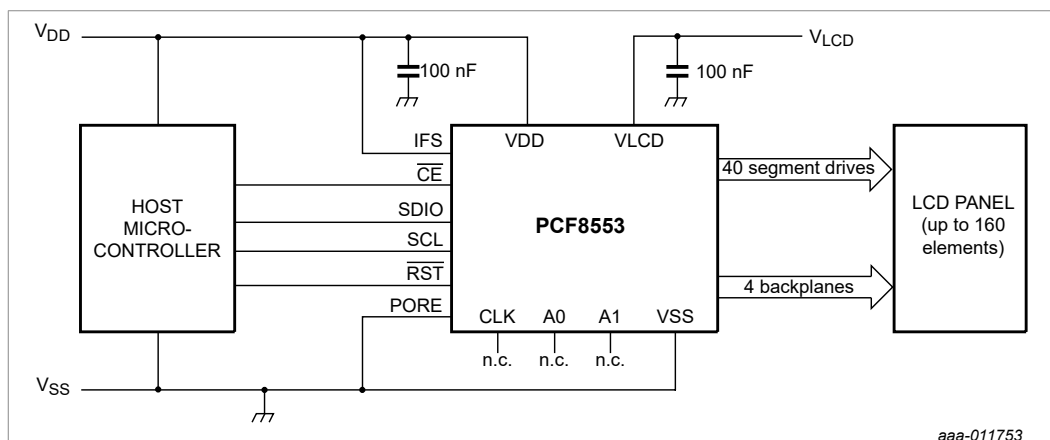 VDD
VLCD
100 nF
100 nF
IFS
VDD
VLCD
CE
40 segment drives
SDIO
HOST
MICRO-
CONTROLLER
PCF8553
LCD PANEL
(up to 160
elements)
SCL
RST
4 backplanes
PORE
CLK
A0
A1
VSS
n.c.
n.c.
n.c.
VSS
aaa-011753